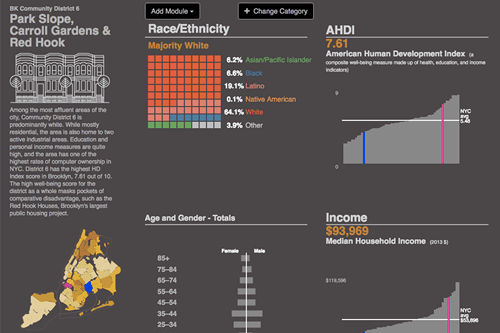 BK Community District 6
Park Slope,
Carroll Gardens &
Red Hook
Among the most affluent areas of the
city, Community District 6 is
predominantly white. While mostly
residential, the area is also home to two
active industrial areas. Education and
personal income measures are quite
high, and the area has one of the
highest rates of computer ownership in
NYC. District 6 has the highest HD
Index score in Brooklyn, 7.61 out of 10.
The high well-being score for the
district as a whole masks pockets of
comparative disadvantage, such as the
Red Hook Houses, Brooklyn's largest
public housing project.
Add Module
Change Category
Race/Ethnicity
Majority White
6.2% Asian/Pacific Islander
6.6% Black
19.1% Latino
0.1% Native American
64.1% White
3.9% Other
Age and Gender - Totals
Female Male
85+
75–84
65–74
55–64
45–54
35–44
25–34
AHDI
7.61
American Human Development Index (a
composite well-being measure made up of health, education, and income
indicators)
9
0
NYC
avg
5.48
Income
$93,969
Median Household Income (2013 $)
$118,596
NYC
avg
$53,896